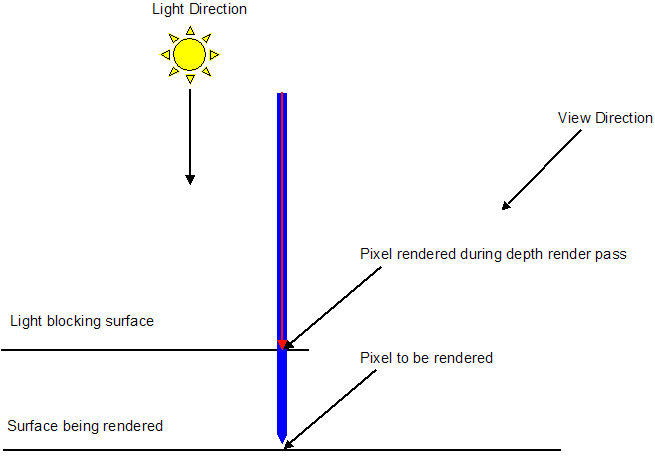 Light Direction
View Direction
Pixel rendered during depth render pass
Light blocking surface
Pixel to be rendered
Surface being rendered